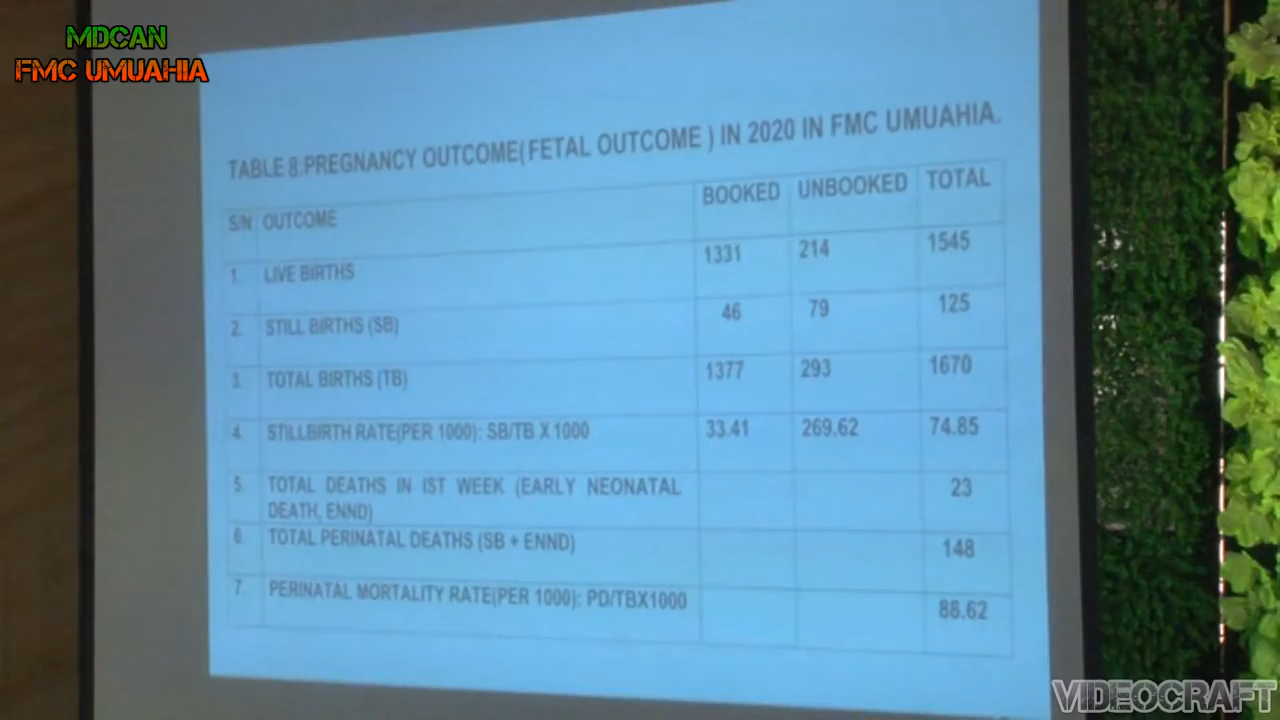 MDCAN
FMC UMUAHIA
TABLE 8:PREGNANCY OUTCOME(FETAL OUTCOME ) IN 2020 IN FMC UMUAHIA.
S/N OUTCOME BOOKED UNBOOKED TOTAL
1. LIVE BIRTHS 1331 214 1545
2. STILL BIRTHS (SB) 46 79 125
3. TOTAL BIRTHS (TB) 1377 293 1670
4. STILLBIRTH RATE(PER 1000): SB/TB X 1000 33.41 269.62 74.85
5. TOTAL DEATHS IN IST WEEK (EARLY NEONATAL 23
DEATH, ENND)
6. TOTAL PERINATAL DEATHS (SB + ENND) 148
7. PERINATAL MORTALITY RATE(PER 1000): PD/TBX1000 88.62
VIDEOCRAFT